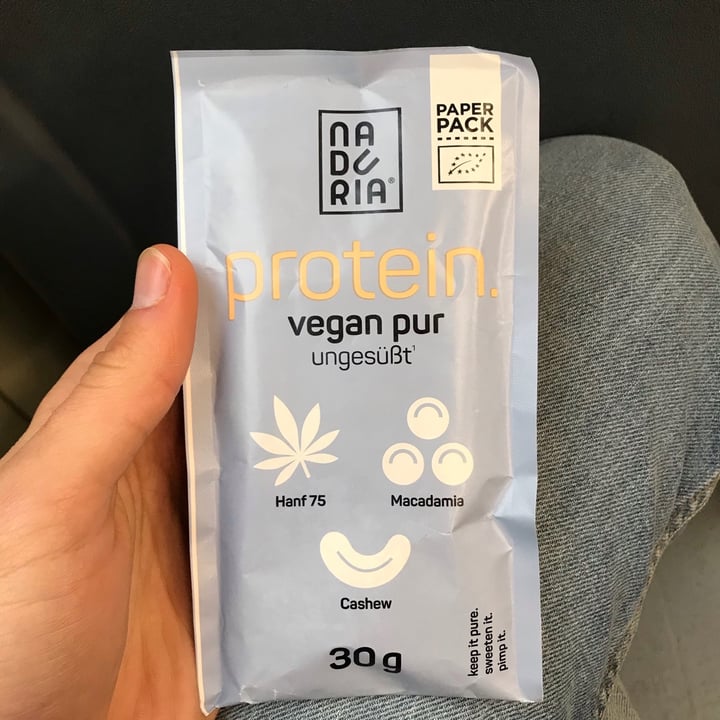 PAPER
PACK
NA
DU
RIA®
protein.
vegan pur
ungesüßt¹
Hanf 75
Macadamia
Cashew
30 g
keep it pure.
sweeten it.
pimp it.